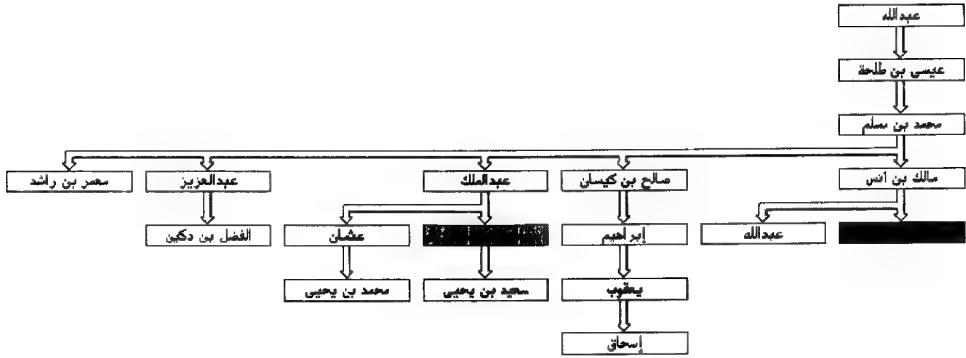 عبدالله
عيسى بن طلحة
محمد بن مسلم
مالك بن أنس
صالح بن كيسان
عبدالملك
عبدالعزيز
معمر بن راشد
عبدالله
إبراهيم
عثمان
الفضل بن دكين
يعقوب
سعيد بن يحيى
محمد بن يحيى
إسحاق